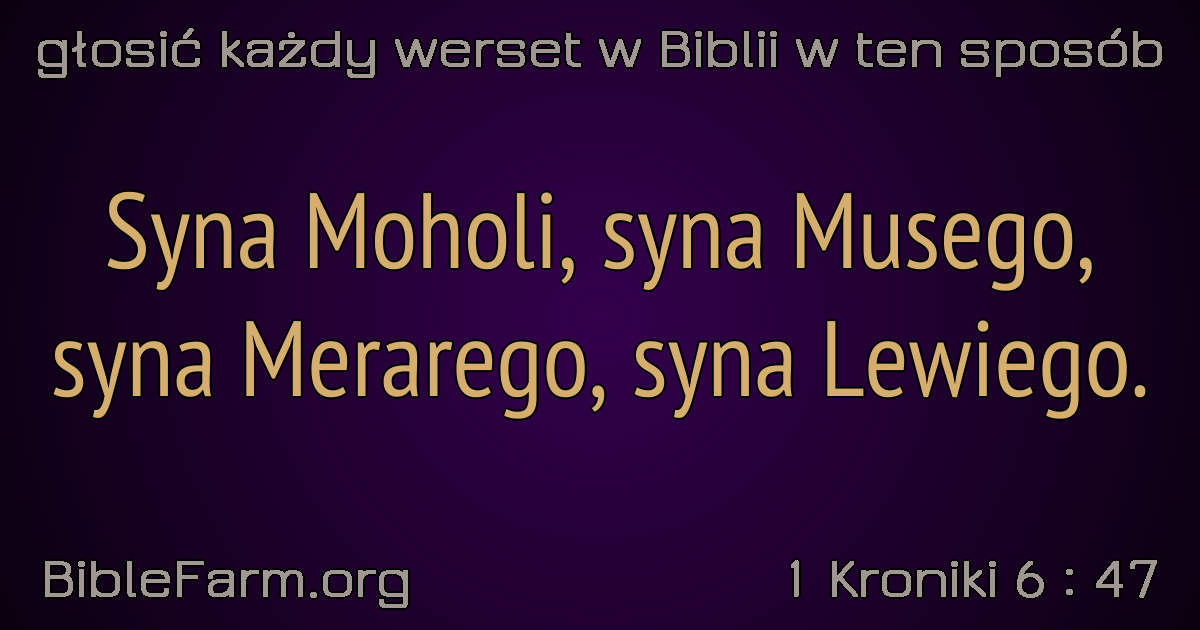 głosić każdy werset w Biblii w ten sposób
Syna Moholi, syna Musego,
syna Merarego, syna Lewiego.
BibleFarm.org
1 Kroniki 6 : 47